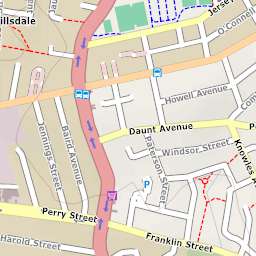 illsdale
Jersey
O'Connell
Howell Avenue
Daunt Avenue
Windsor Street
Paterson Street
Knowles
Jennings Street
Baird Avenue
P
Perry Street
Franklin Street
Harold Street